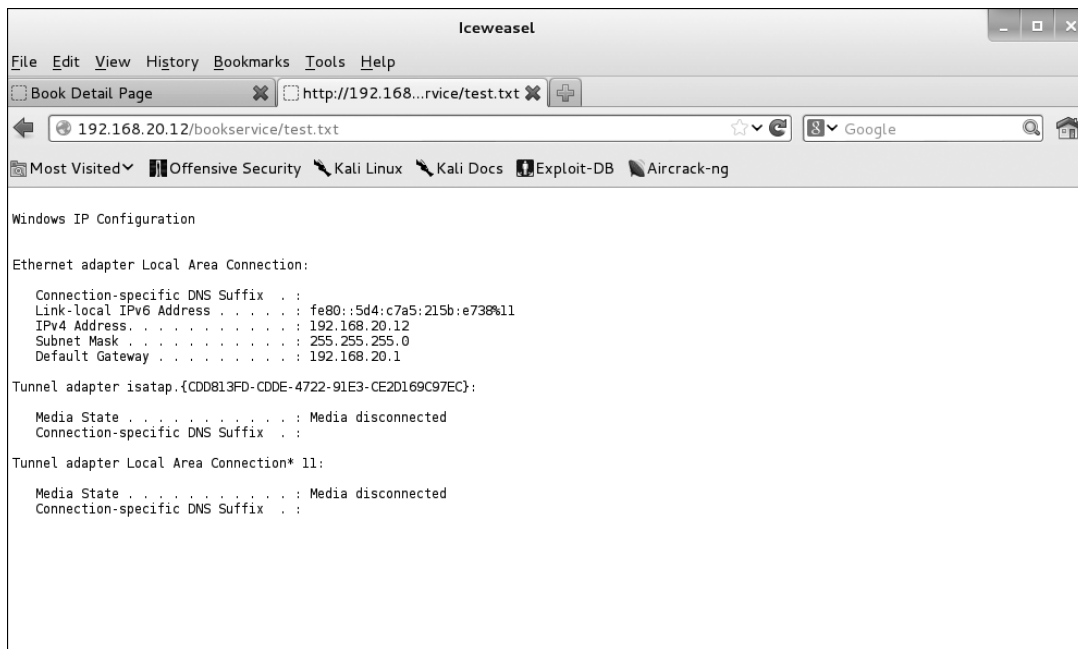 Iceweasel
File Edit View History Bookmarks Tools Help
Book Detail Page http://192.168...rvice/test.txt
192.168.20.12/bookservice/test.txt 8 Google
Most Visited Offensive Security Kali Linux Kali Docs Exploit-DB Aircrack-ng
Windows IP Configuration
Ethernet adapter Local Area Connection:
Connection-specific DNS Suffix . :
Link-local IPv6 Address . . . . . : fe80::5d4:c7a5:215b:e738%11
IPv4 Address. . . . . . . . . . . : 192.168.20.12
Subnet Mask . . . . . . . . . . . : 255.255.255.0
Default Gateway . . . . . . . . . : 192.168.20.1
Tunnel adapter isatap.{CDD813FD-CDDE-4722-91E3-CE2D169C97EC}:
Media State . . . . . . . . . . . : Media disconnected
Connection-specific DNS Suffix . :
Tunnel adapter Local Area Connection* 11:
Media State . . . . . . . . . . . : Media disconnected
Connection-specific DNS Suffix . :